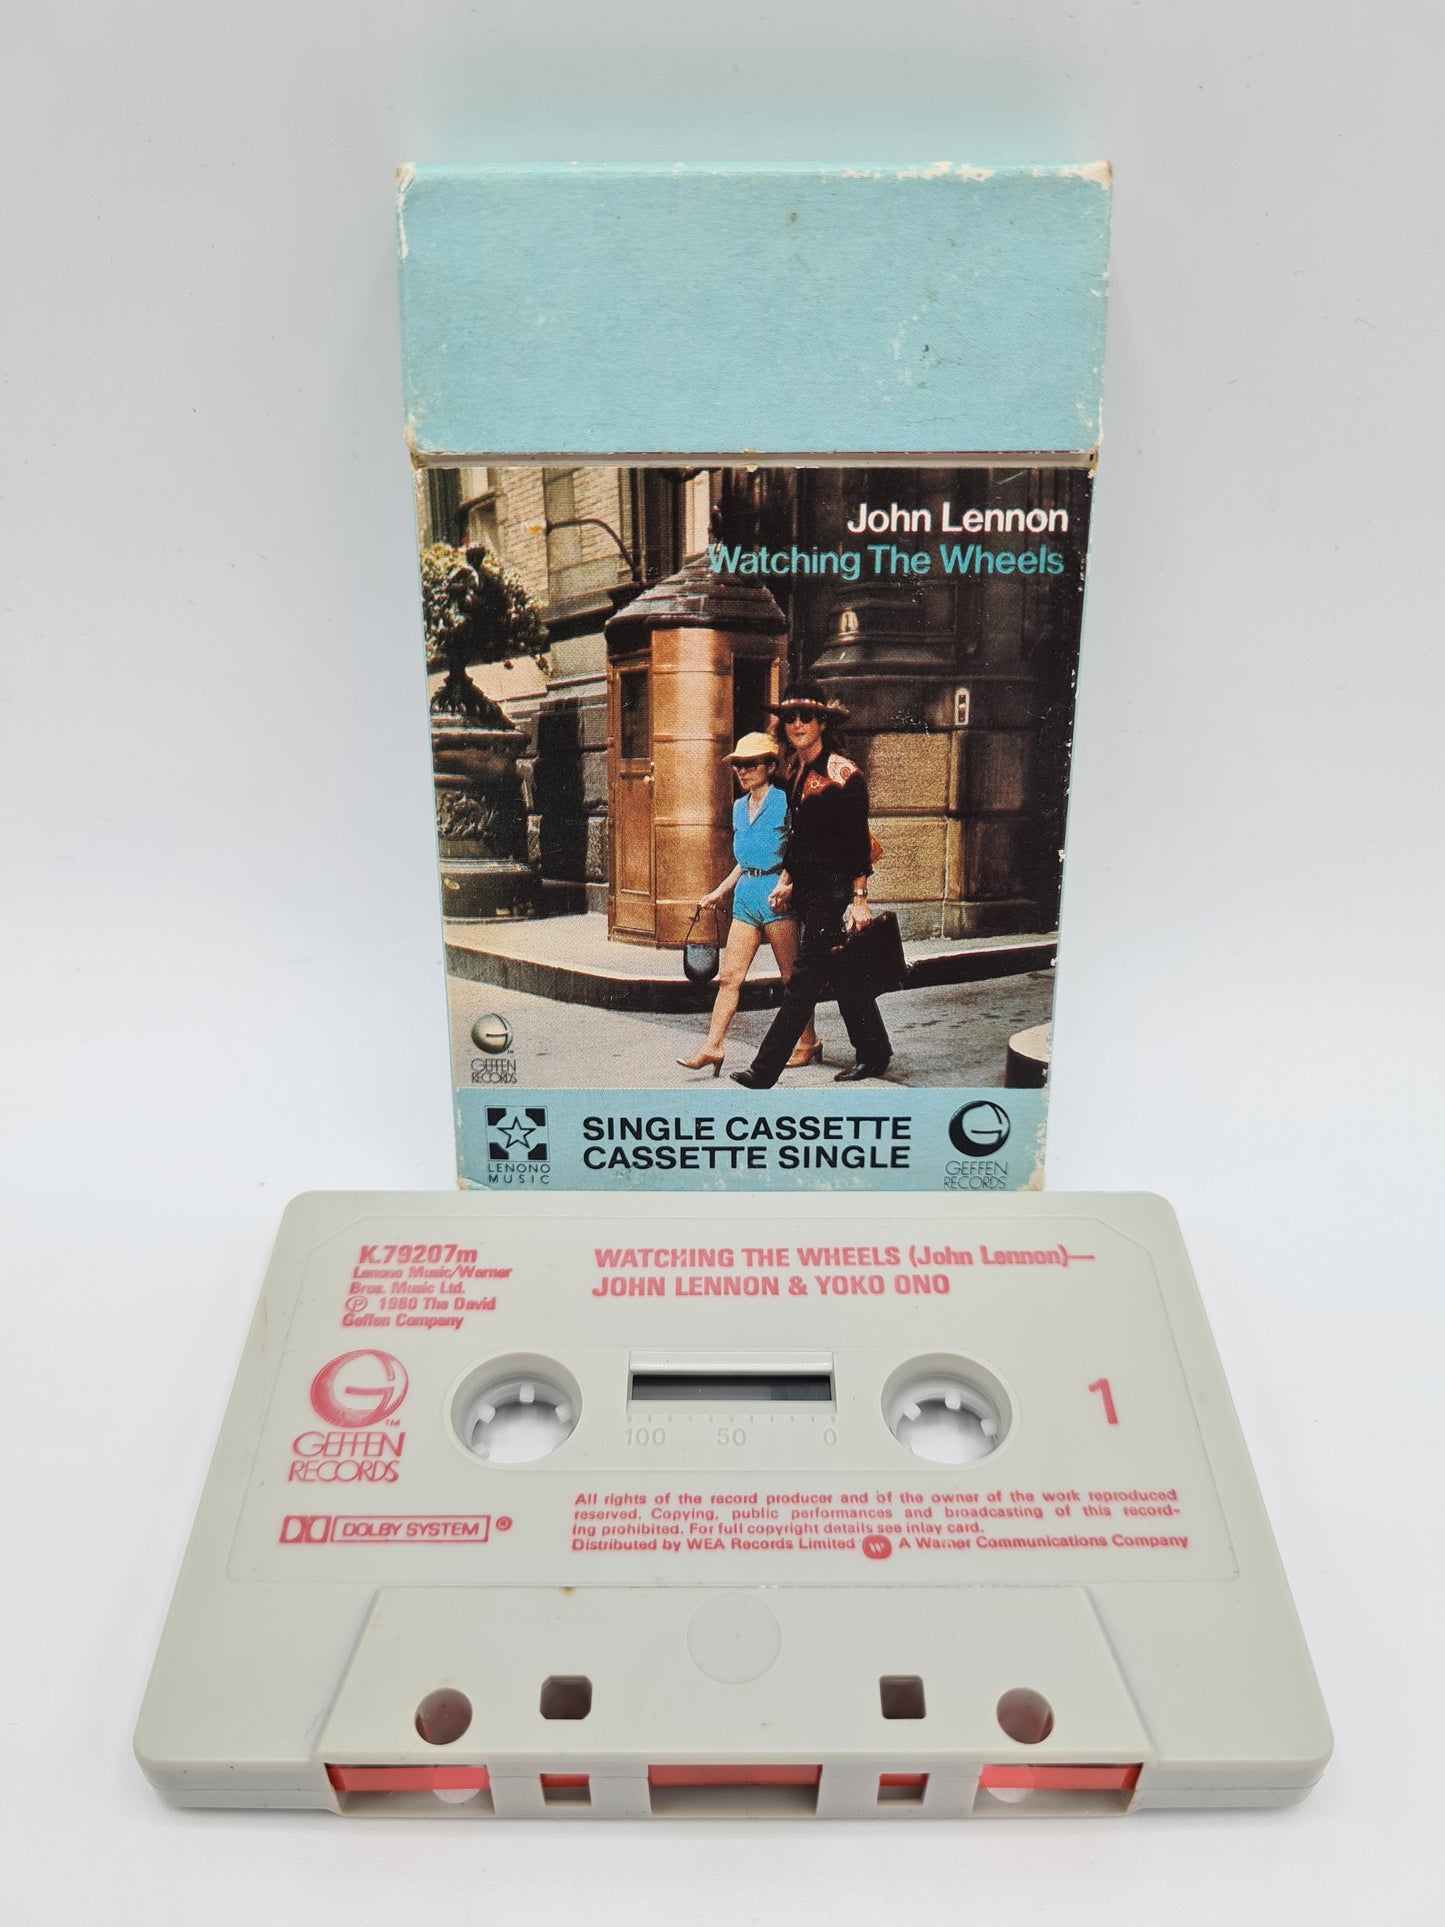 John Lennon
Watching The Wheels
GEFFEN
RECORDS
LENONO
MUSIC
SINGLE CASSETTE
CASSETTE SINGLE
GEFFEN
RECORDS
K.79207m
Lenono Music/Warner
Bros. Music Ltd.
Ⓟ 1980 The David
Geffen Company
WATCHING THE WHEELS (John Lennon)—
JOHN LENNON & YOKO ONO
GEFFEN
RECORDS
TM
100 50 0
1
DOLBY SYSTEM ®
All rights of the record producer and of the owner of the work reproduced
reserved. Copying, public performances and broadcasting of this record-
ing prohibited. For full copyright details see inlay card.
Distributed by WEA Records Limited A Warner Communications Company